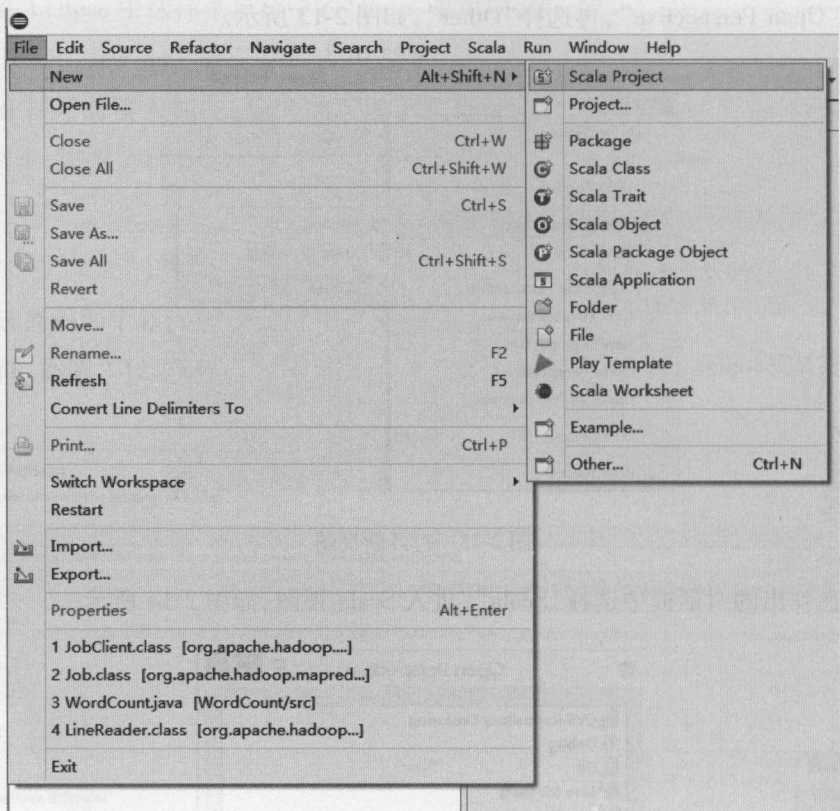 Open Perspective
Other
2-13
File Edit Source Refactor Navigate Search Project Scala Run Window Help
New Alt+Shift+N
Open File...
Close Ctrl+W
Close All Ctrl+Shift+W
Save Ctrl+S
Save As...
Save All Ctrl+Shift+S
Revert
Move...
Rename... F2
Refresh F5
Convert Line Delimiters To
Print... Ctrl+P
Switch Workspace
Restart
Import...
Export...
Properties Alt+Enter
1 JobClient.class [org.apache.hadoop....]
2 Job.class [org.apache.hadoop.mapred...]
3 WordCount.java [WordCount/src]
4 LineReader.class [org.apache.hadoop...]
Exit
Scala Project
Project...
Package
Scala Class
Scala Trait
Scala Object
Scala Package Object
Scala Application
Folder
File
Play Template
Scala Worksheet
Example...
Other... Ctrl+N